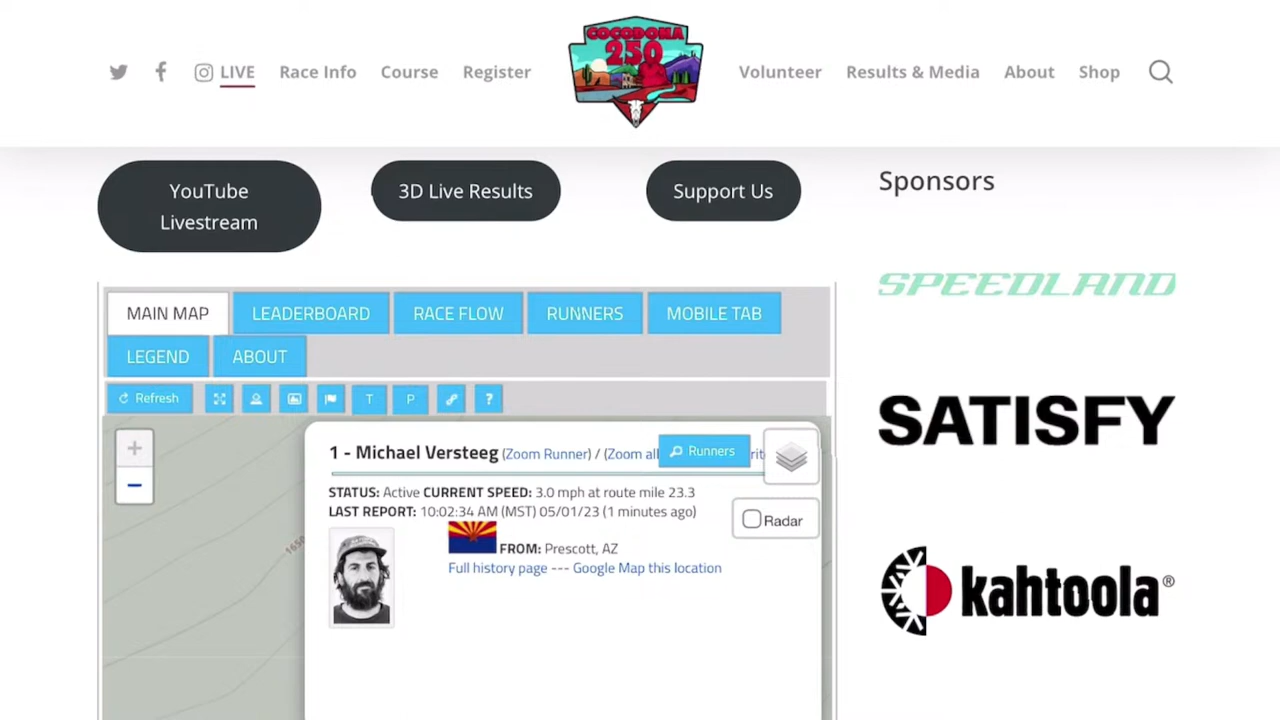 LIVE Race Info Course Register
COCODONA
250
Volunteer Results & Media About Shop
YouTube
Livestream
3D Live Results
Support Us
Sponsors
SPEEDLAND
SATISFY
kahtoola®
MAIN MAP LEADERBOARD RACE FLOW RUNNERS MOBILE TAB
LEGEND ABOUT
Refresh T P ?
+
−
1 - Michael Versteeg (Zoom Runner) / (Zoom all
Runners
STATUS: Active CURRENT SPEED: 3.0 mph at route mile 23.3
LAST REPORT: 10:02:34 AM (MST) 05/01/23 (1 minutes ago)
Radar
FROM: Prescott, AZ
Full history page --- Google Map this location